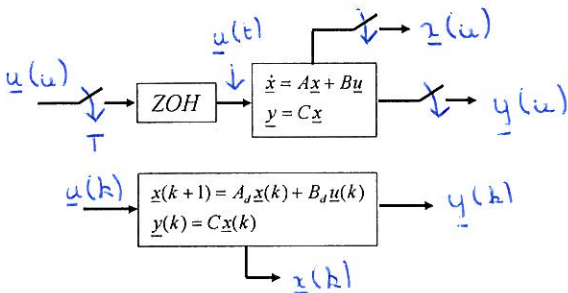 u(t)
x(k)
u(k)
ZOH
ẋ = Ax + Bu
y = Cx
T
y(k)
u(k)
x(k+1) = A_d x(k) + B_d u(k)
y(k) = Cx(k)
y(k)
x(k)